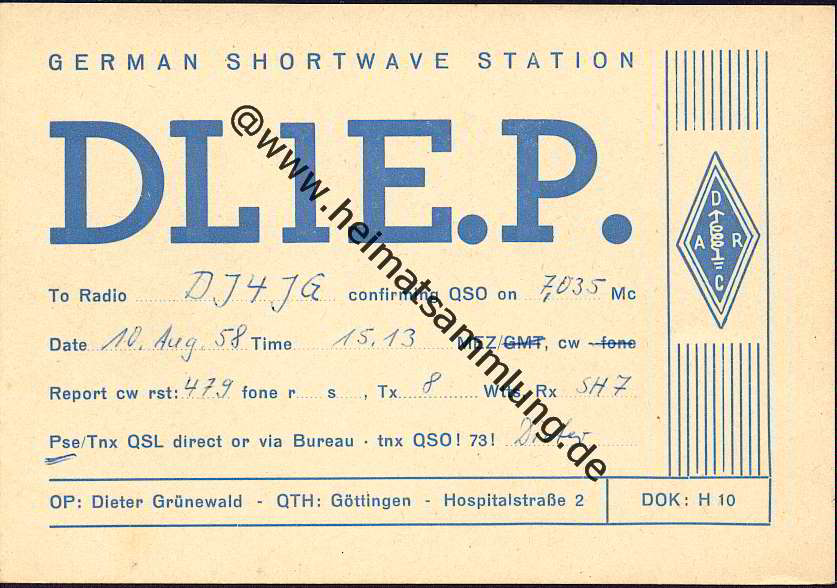 GERMAN SHORTWAVE STATION
DL1E.P.
@www.heimatsammlung.de
D
A R
C
To Radio DJ4JG confirming QSO on 7,035 Mc
Date 10. Aug. 58 Time 15.13 MEZ/GMT, cw - fone
Report cw rst: 479 fone r s , Tx 8 Watts Rx SH7
Pse/Tnx QSL direct or via Bureau · tnx QSO! 73!
OP: Dieter Grünewald - QTH: Göttingen - Hospitalstraße 2 DOK: H 10